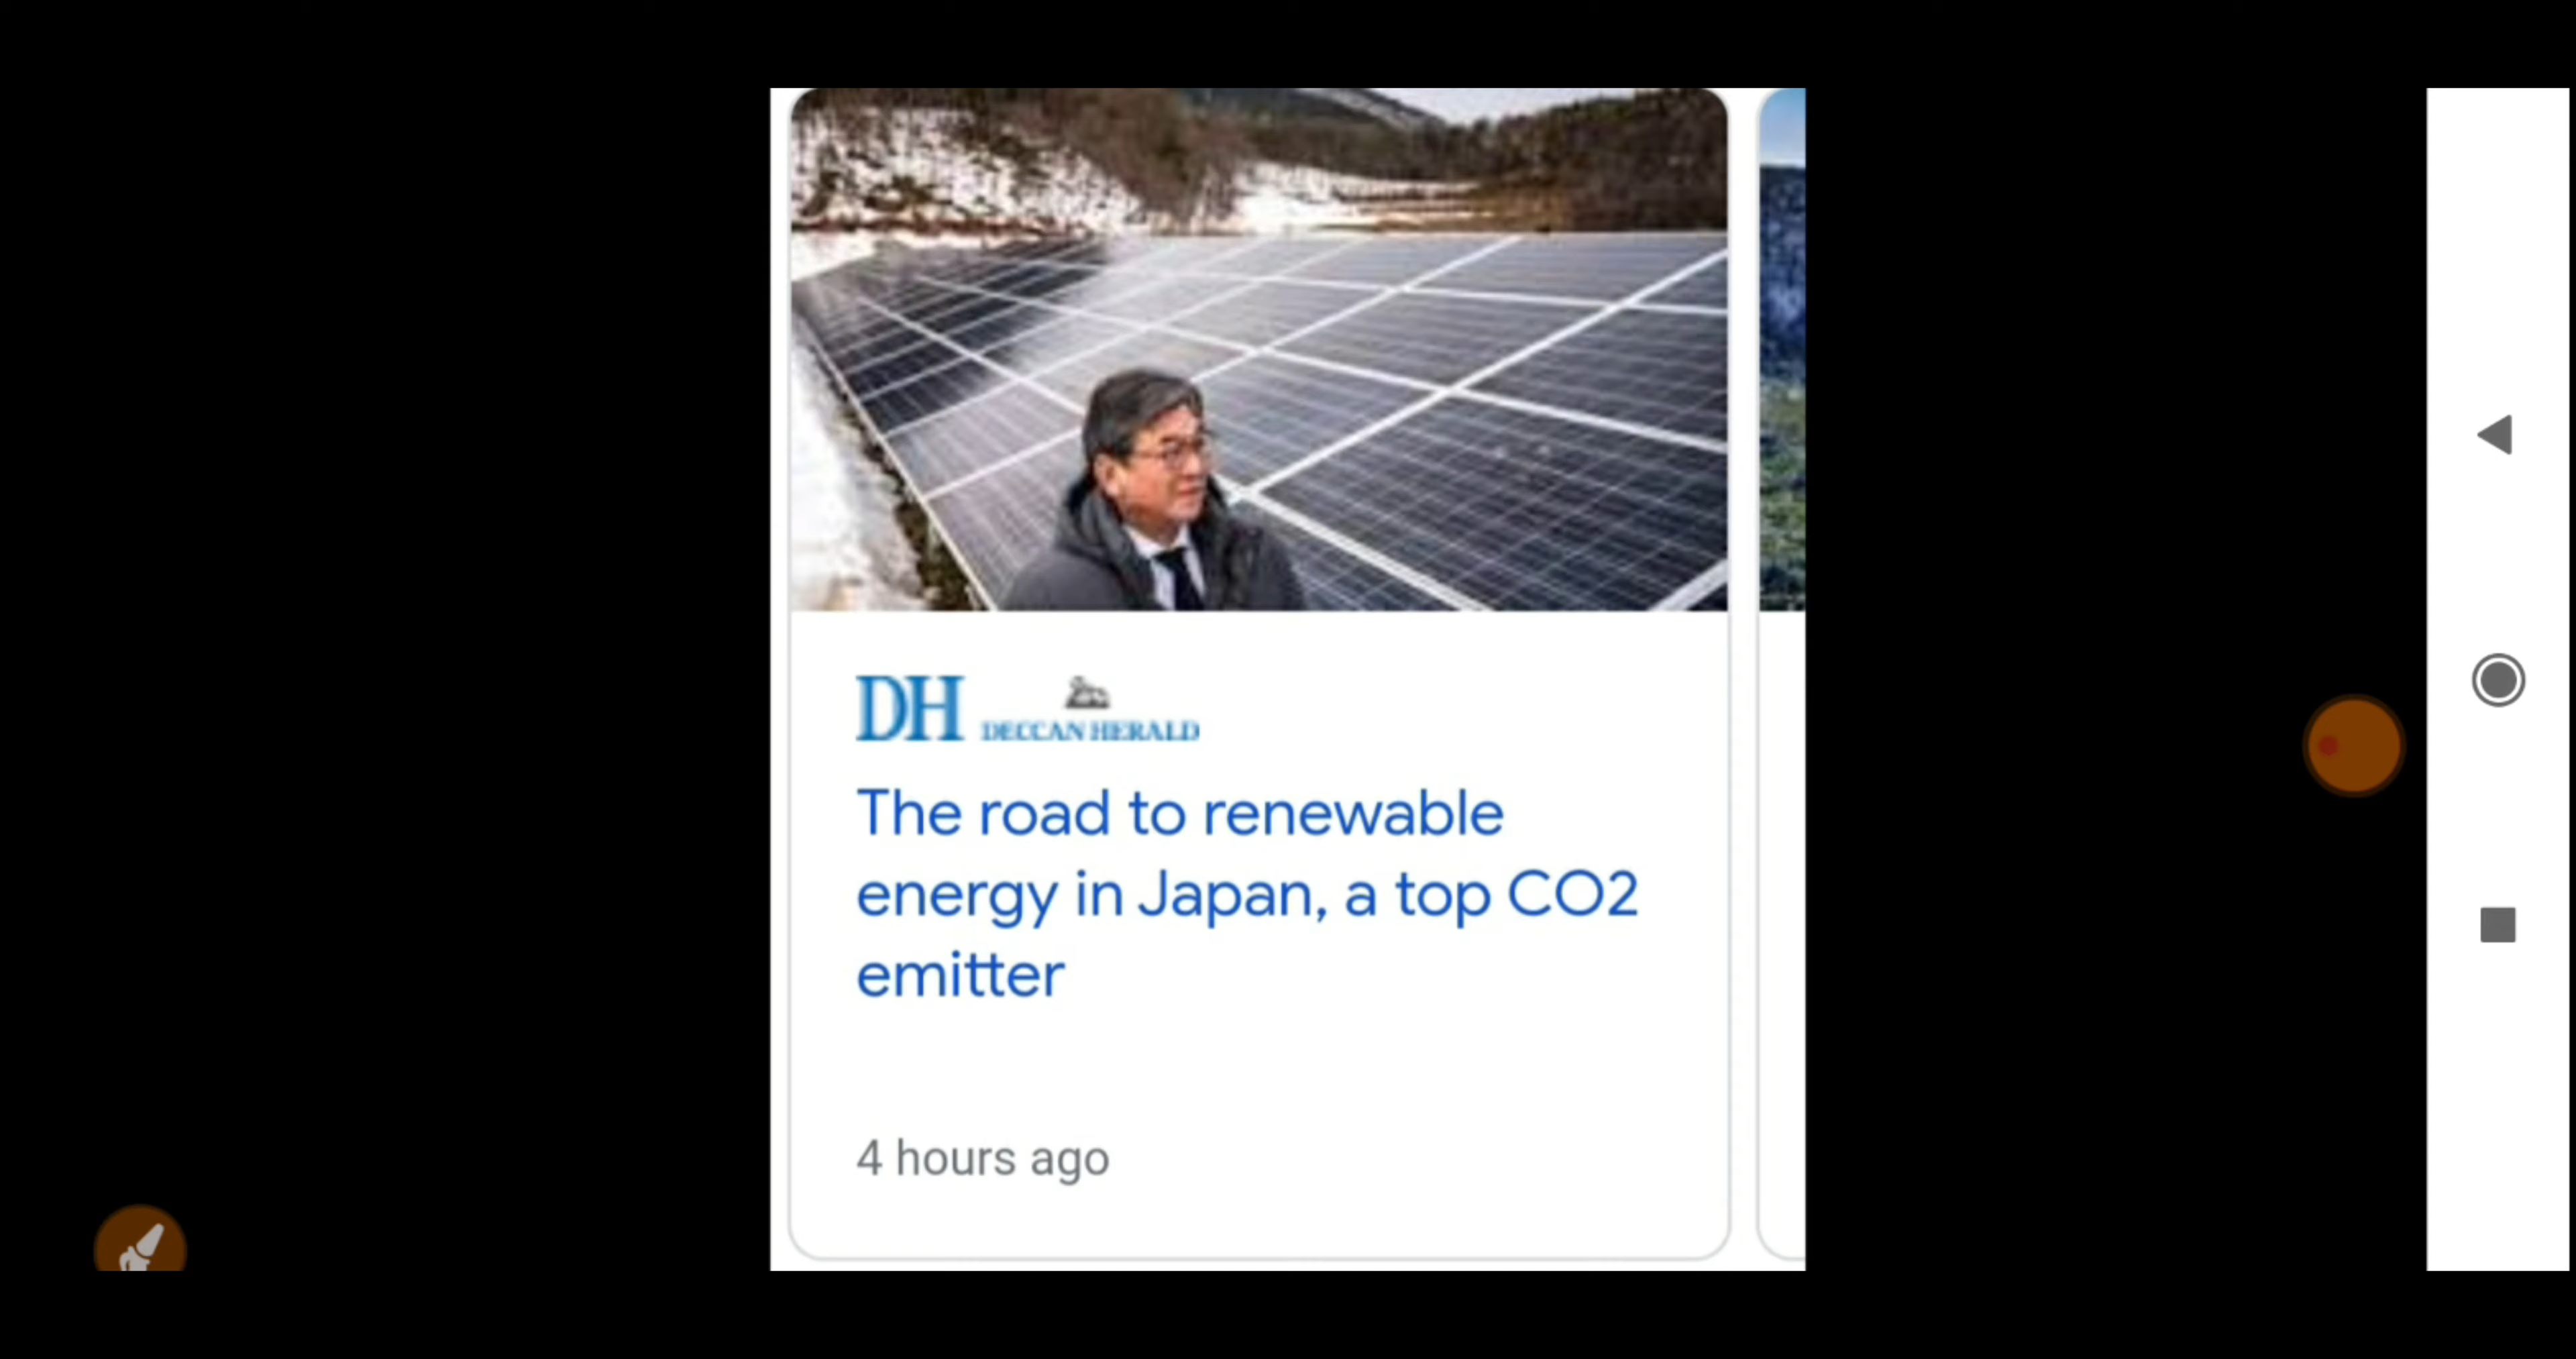 DH DECCAN HERALD
The road to renewable
energy in Japan, a top CO2
emitter
4 hours ago